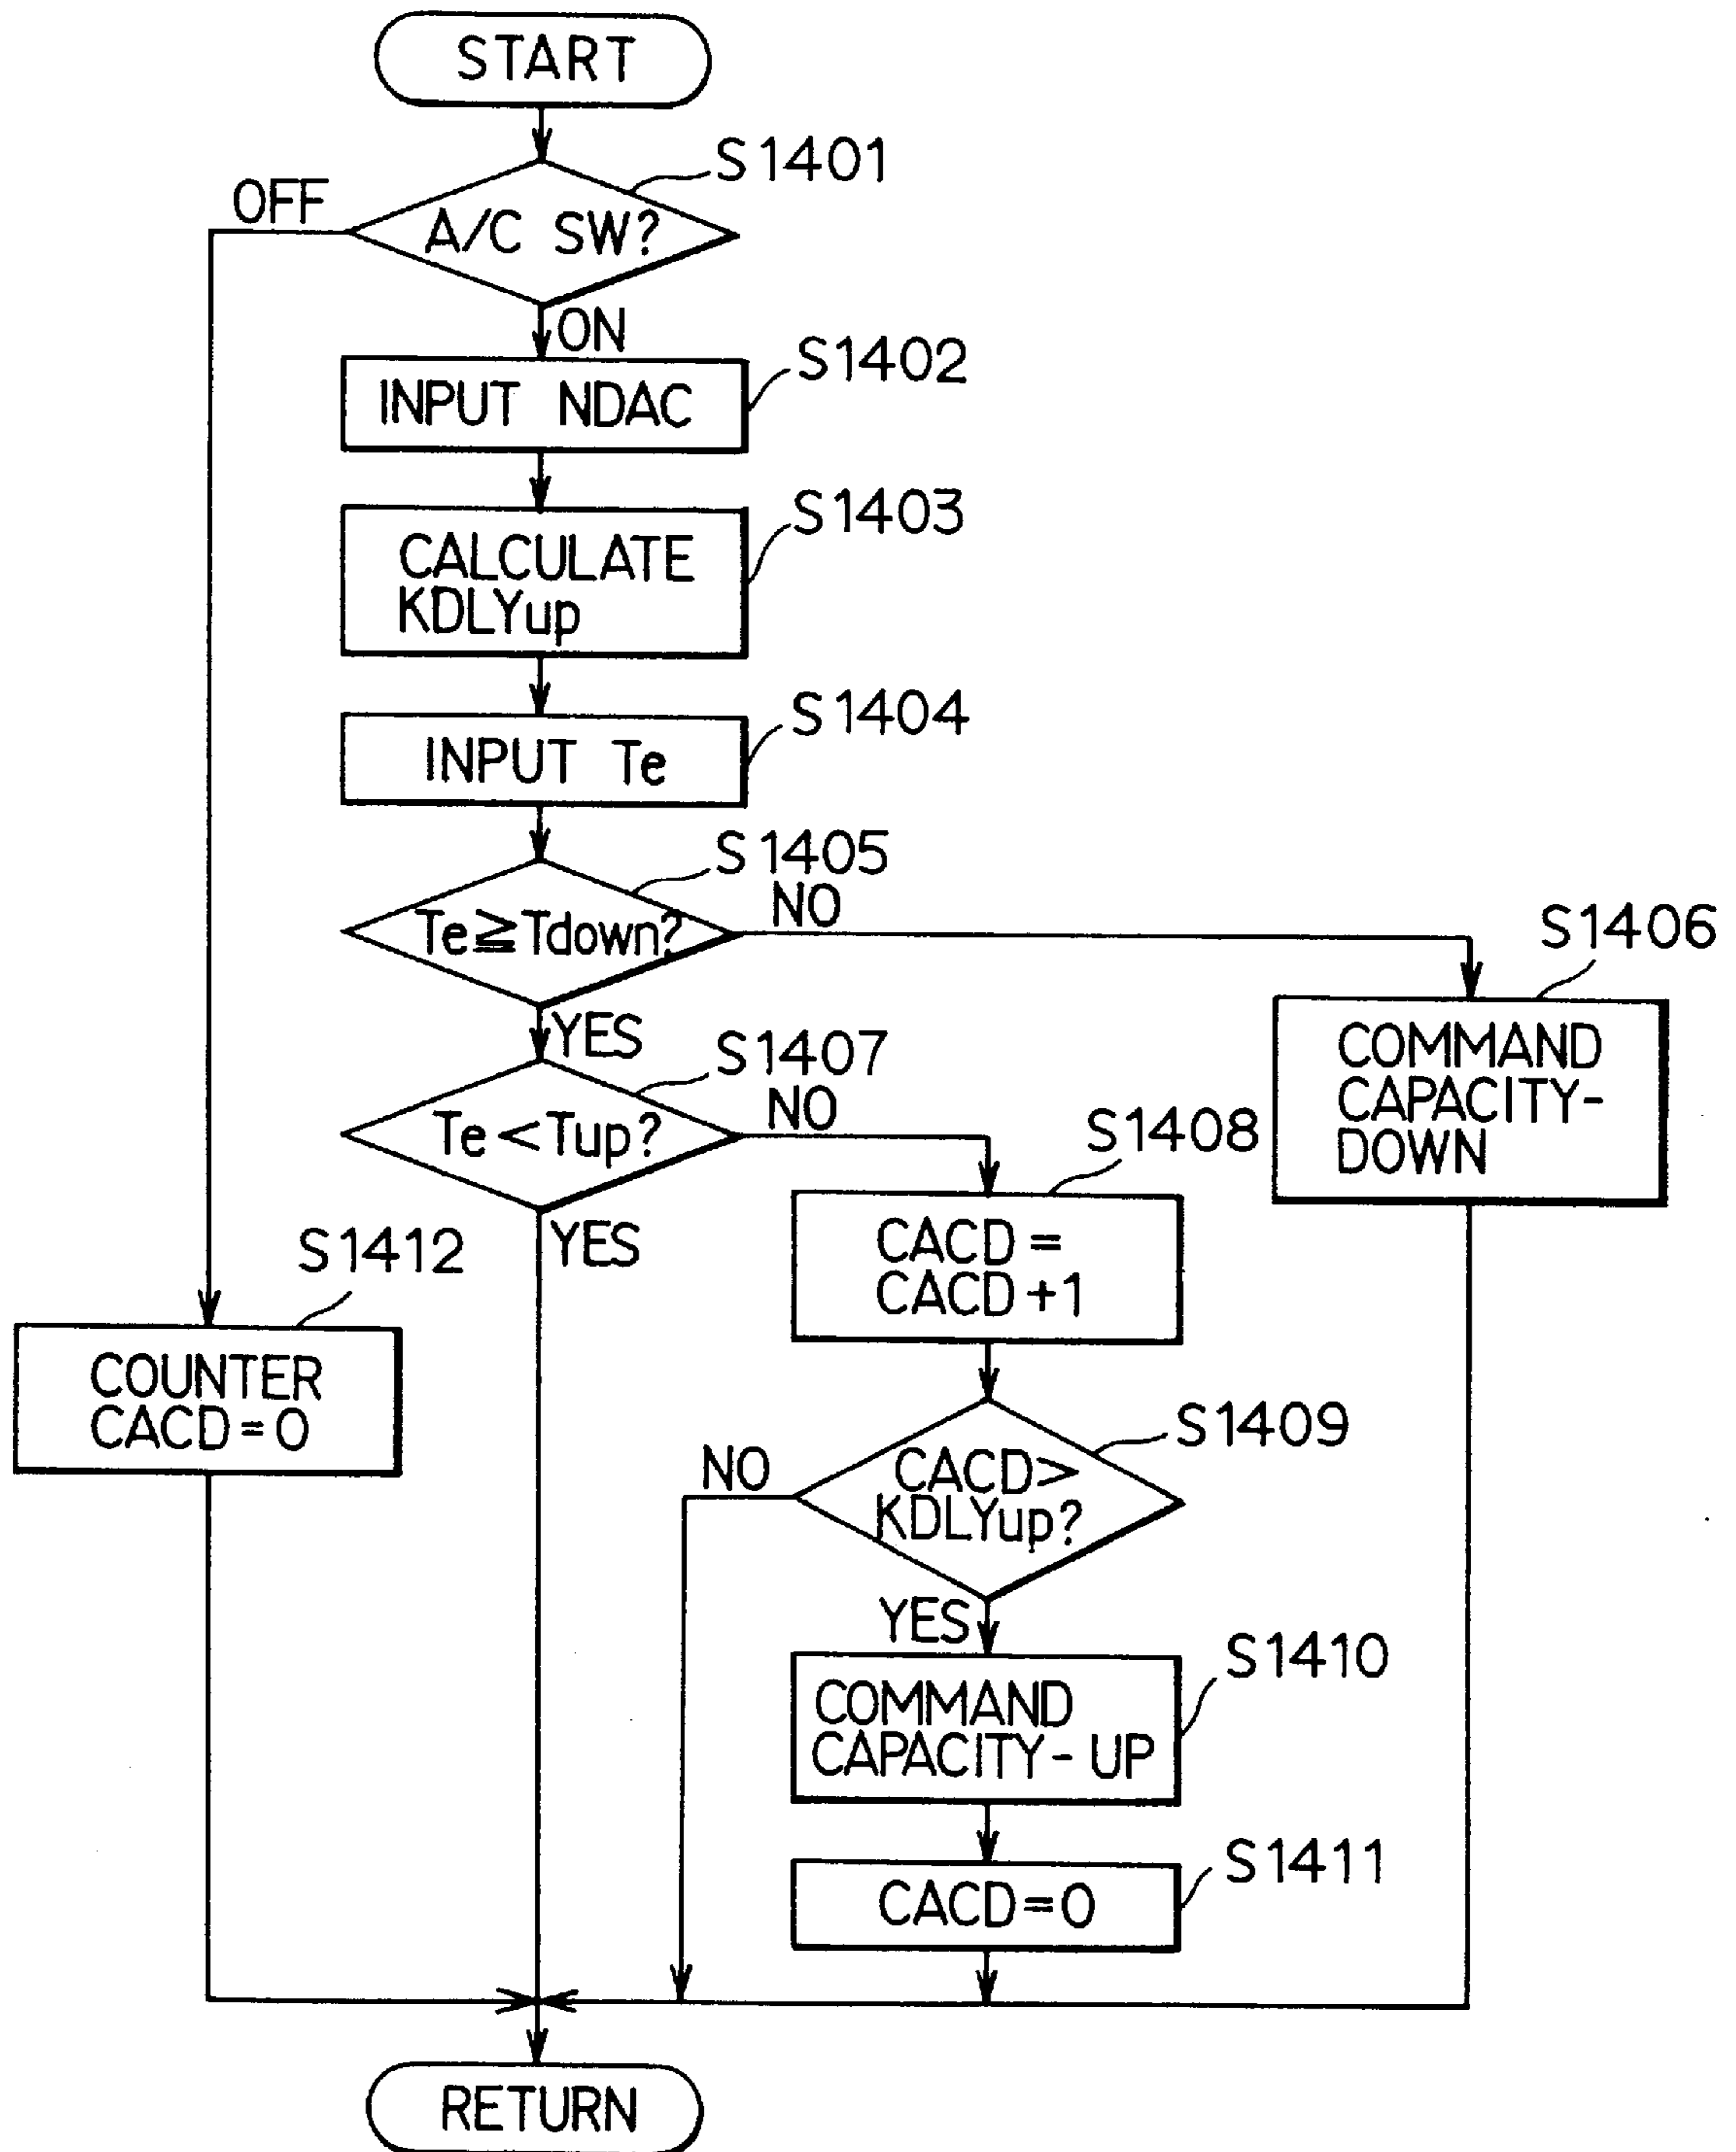 START
S1401
OFF
A/C SW?
ON
S1402
INPUT NDAC
S1403
CALCULATE
KDLYup
S1404
INPUT Te
S1405
NO
Te≧Tdown?
S1406
YES
COMMAND
CAPACITY-
DOWN
S1407
NO
Te<Tup?
S1408
YES
CACD=
CACD+1
S1412
COUNTER
CACD=0
S1409
NO
CACD>
KDLYup?
YES
S1410
COMMAND
CAPACITY-UP
S1411
CACD=0
RETURN